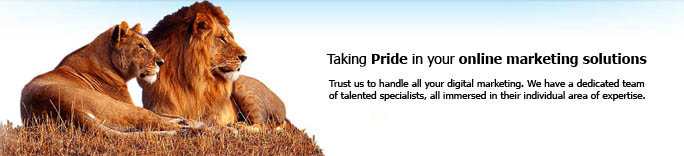 Taking Pride in your online marketing solutions
Trust us to handle all your digital marketing. We have a dedicated team
of talented specialists, all immersed in their individual area of expertise.